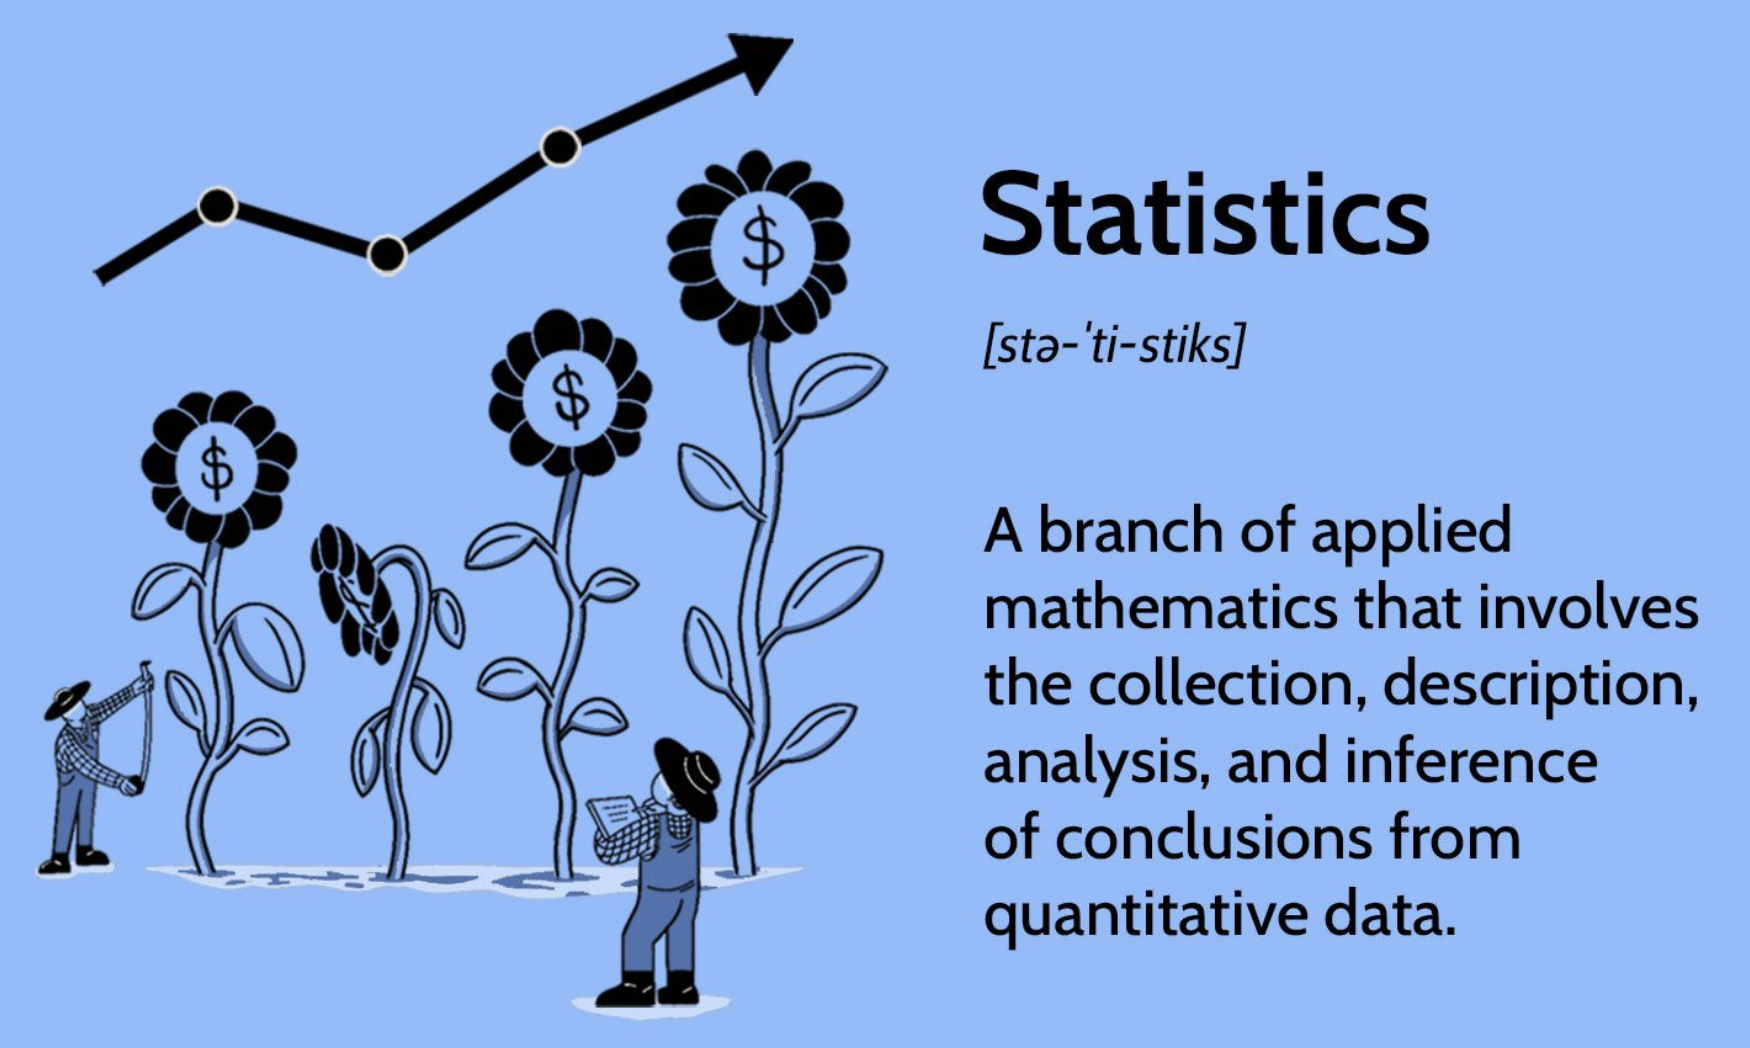 Statistics
[stə-ˈti-stiks]
A branch of applied
mathematics that involves
the collection, description,
analysis, and inference
of conclusions from
quantitative data.
$
$
$